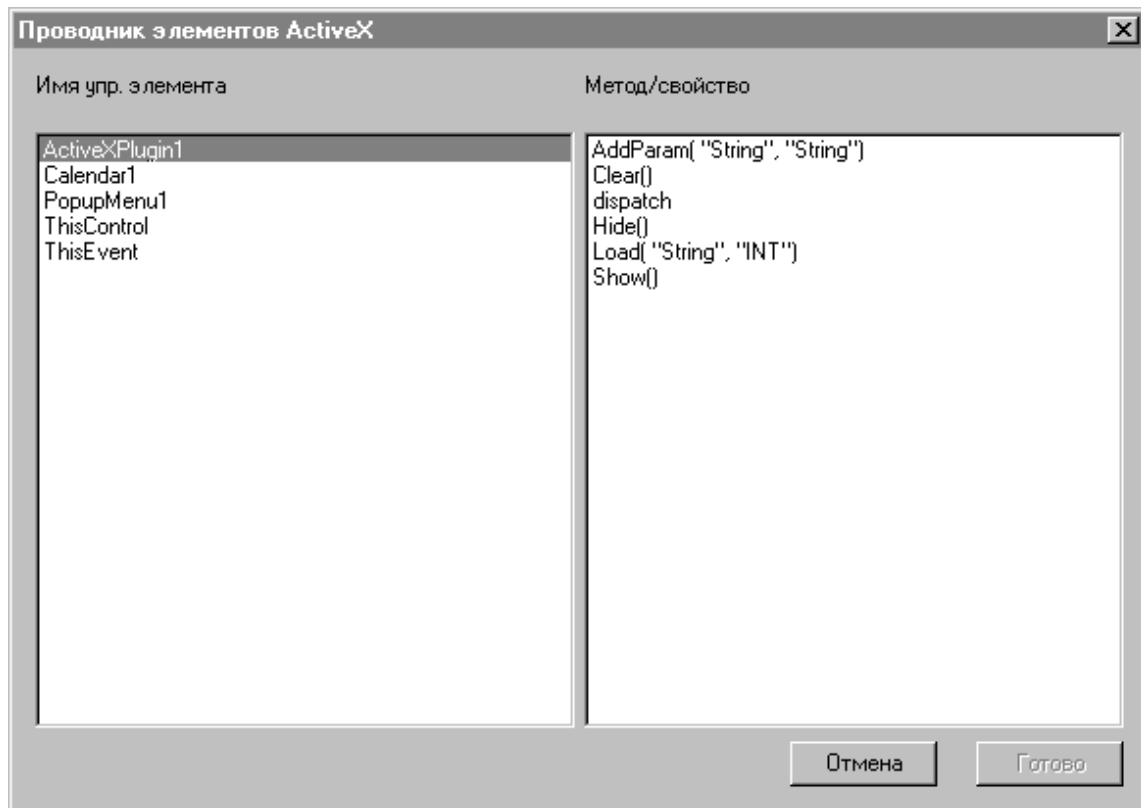 Проводник элементов ActiveX
Имя упр. элемента
ActiveXPlugin1
Calendar1
PopupMenu1
ThisControl
ThisEvent
Метод/свойство
AddParam( "String", "String")
Clear()
dispatch
Hide()
Load( "String", "INT")
Show()
Отмена
Готово